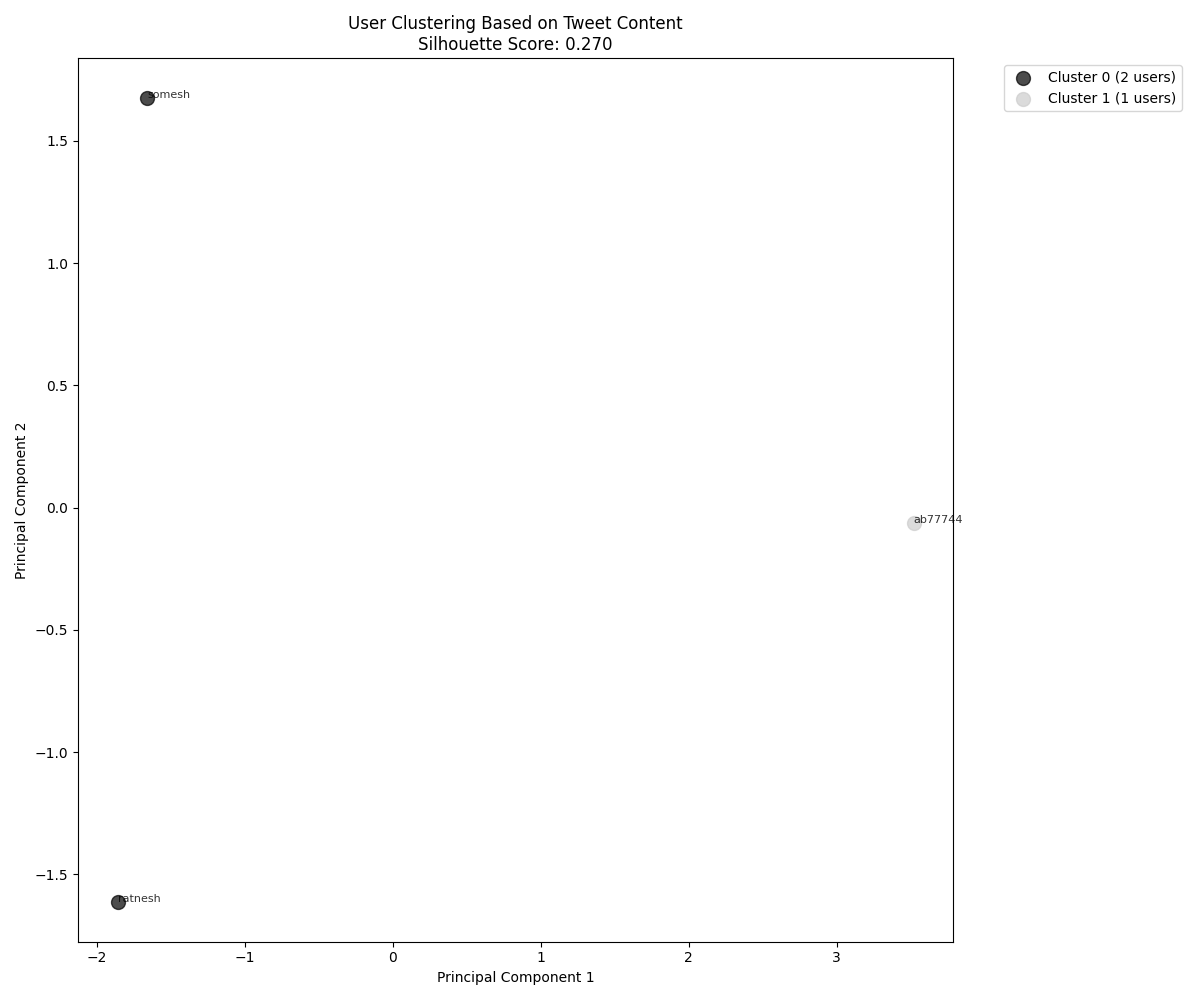 User Clustering Based on Tweet Content
Silhouette Score: 0.270
Cluster 0 (2 users)
Cluster 1 (1 users)
somesh
ab77744
ratnesh
1.5
1.0
0.5
0.0
−0.5
−1.0
−1.5
Principal Component 2
−2
−1
0
1
2
3
Principal Component 1